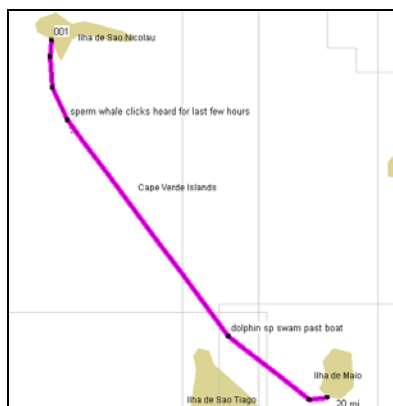 001
Ilha de Sao Nicolau
sperm whale clicks heard for last few hours
Cape Verde Islands
dolphin sp swam past boat
Ilha de Maio
Ilha de Sao Tiago
20 mi